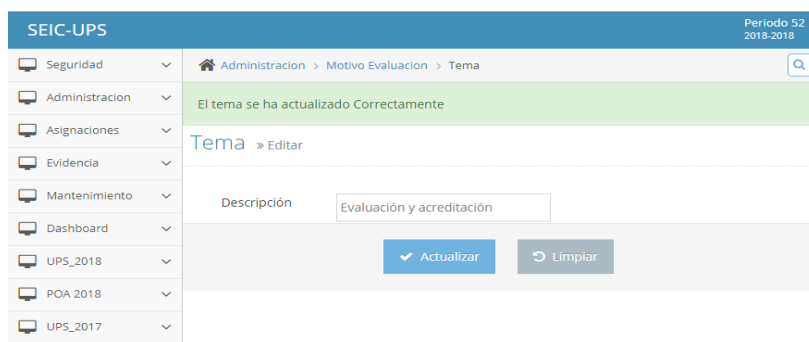 SEIC-UPS
Periodo 52
2018-2018
Seguridad
Administracion
Asignaciones
Evidencia
Mantenimiento
Dashboard
UPS_2018
POA 2018
UPS_2017
Administracion > Motivo Evaluacion > Tema
El tema se ha actualizado Correctamente
Tema » Editar
Descripción Evaluación y acreditación
Actualizar Limpiar